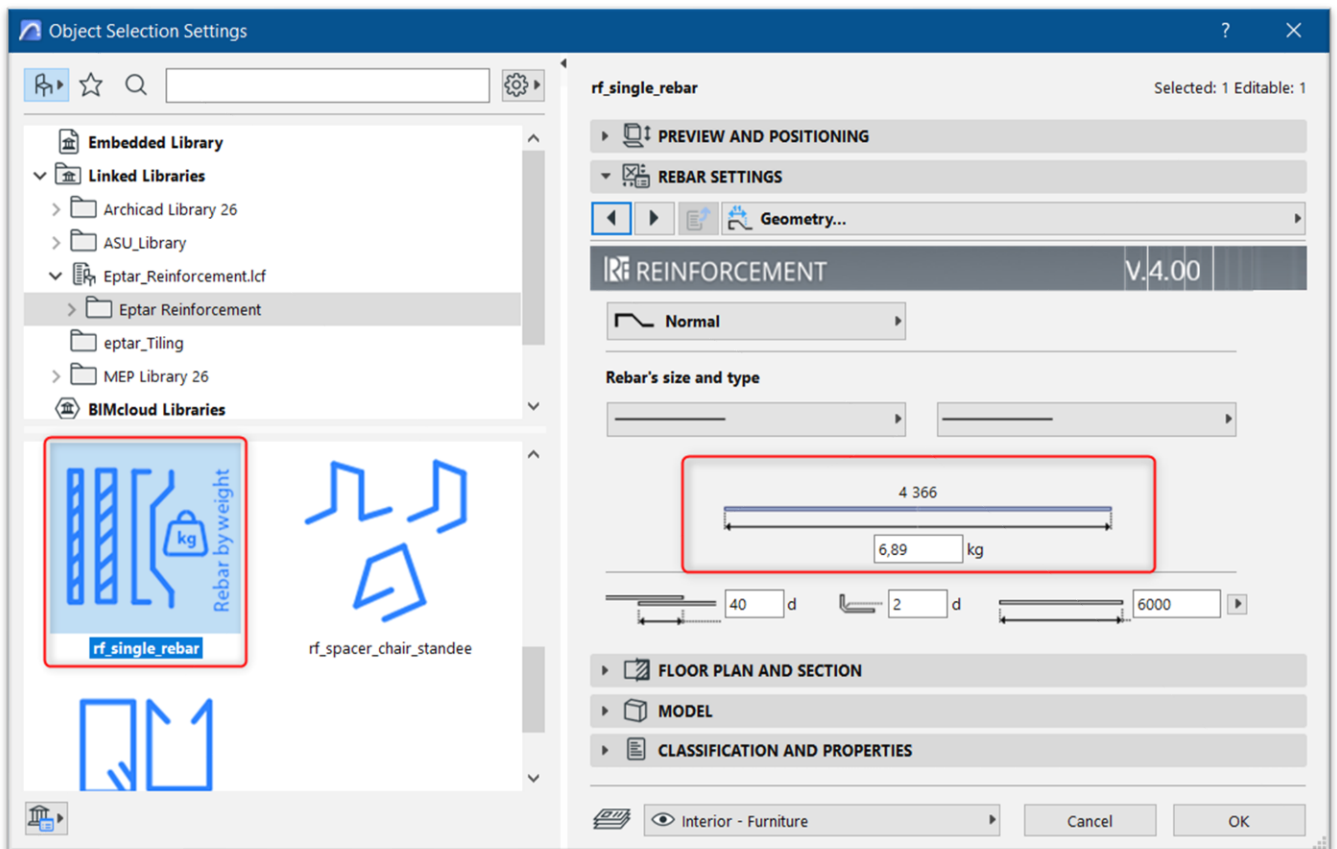 Object Selection Settings
?
rf_single_rebar
Selected: 1 Editable: 1
Embedded Library
Linked Libraries
Archicad Library 26
ASU_Library
Eptar_Reinforcement.lcf
Eptar Reinforcement
eptar_Tiling
MEP Library 26
BIMcloud Libraries
kg
Rebar by weight
rf_single_rebar
rf_spacer_chair_standee
PREVIEW AND POSITIONING
REBAR SETTINGS
Geometry...
RF REINFORCEMENT V.4.00
Normal
Rebar's size and type
4 366
6,89 kg
40 d 2 d 6000
FLOOR PLAN AND SECTION
MODEL
CLASSIFICATION AND PROPERTIES
Interior - Furniture
Cancel
OK